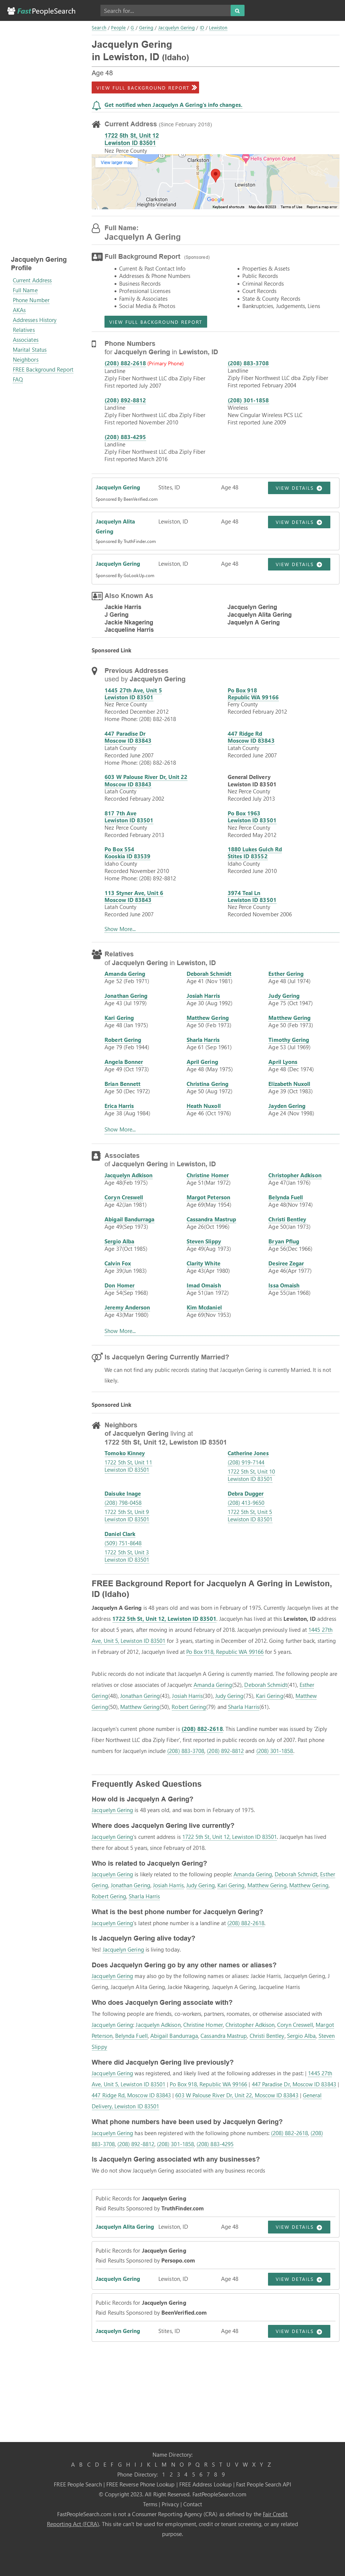 FastPeopleSearch
Search for...
Search / People / G / Gering / Jacquelyn Gering / ID / Lewiston
Jacquelyn Gering
in Lewiston, ID (Idaho)
Age 48
VIEW FULL BACKGROUND REPORT
Get notified when Jacquelyn A Gering's info changes.
Current Address (Since February 2018)
1722 5th St, Unit 12
Lewiston ID 83501
Nez Perce County
View larger map
Clarkston
Hells Canyon Grand
Lewiston
Clarkston
Heights-Vineland
Google
Keyboard shortcuts
Map data ©2023
Terms of Use
Report a map error
Jacquelyn Gering
Profile
Current Address
Full Name
Phone Number
AKAs
Addresses History
Relatives
Associates
Marital Status
Neighbors
FREE Background Report
FAQ
Full Name:
Jacquelyn A Gering
Full Background Report (Sponsored)
Current & Past Contact Info
Addresses & Phone Numbers
Business Records
Professional Licenses
Family & Associates
Social Media & Photos
Properties & Assets
Public Records
Criminal Records
Court Records
State & County Records
Bankruptcies, Judgements, Liens
VIEW FULL BACKGROUND REPORT
Phone Numbers
for Jacquelyn Gering in Lewiston, ID
(208) 882-2618 (Primary Phone)
Landline
Ziply Fiber Northwest LLC dba Ziply Fiber
First reported July 2007
(208) 883-3708
Landline
Ziply Fiber Northwest LLC dba Ziply Fiber
First reported February 2004
(208) 892-8812
Landline
Ziply Fiber Northwest LLC dba Ziply Fiber
First reported November 2010
(208) 301-1858
Wireless
New Cingular Wireless PCS LLC
First reported June 2009
(208) 883-4295
Landline
Ziply Fiber Northwest LLC dba Ziply Fiber
First reported March 2016
Jacquelyn Gering Stites, ID Age 48 VIEW DETAILS
Sponsored By BeenVerified.com
Jacquelyn Alita Lewiston, ID Age 48 VIEW DETAILS
Gering
Sponsored By TruthFinder.com
Jacquelyn Gering Lewiston, ID Age 48 VIEW DETAILS
Sponsored By GoLookUp.com
Also Known As
Jackie Harris
J Gering
Jackie Nkagering
Jacqueline Harris
Jacquelyn Gering
Jacquelyn Alita Gering
Jaquelyn A Gering
Sponsored Link
Previous Addresses
used by Jacquelyn Gering
1445 27th Ave, Unit 5
Lewiston ID 83501
Nez Perce County
Recorded December 2012
Home Phone: (208) 882-2618
Po Box 918
Republic WA 99166
Ferry County
Recorded February 2012
447 Paradise Dr
Moscow ID 83843
Latah County
Recorded June 2007
Home Phone: (208) 882-2618
447 Ridge Rd
Moscow ID 83843
Latah County
Recorded June 2007
603 W Palouse River Dr, Unit 22
Moscow ID 83843
Latah County
Recorded February 2002
General Delivery
Lewiston ID 83501
Nez Perce County
Recorded July 2013
817 7th Ave
Lewiston ID 83501
Nez Perce County
Recorded February 2013
Po Box 1963
Lewiston ID 83501
Nez Perce County
Recorded May 2012
Po Box 554
Kooskia ID 83539
Idaho County
Recorded November 2010
Home Phone: (208) 892-8812
1880 Lukes Gulch Rd
Stites ID 83552
Idaho County
Recorded June 2010
113 Styner Ave, Unit 6
Moscow ID 83843
Latah County
Recorded June 2007
3974 Teal Ln
Lewiston ID 83501
Nez Perce County
Recorded November 2006
Show More...
Relatives
of Jacquelyn Gering in Lewiston, ID
Amanda Gering
Age 52 (Feb 1971)
Deborah Schmidt
Age 41 (Nov 1981)
Esther Gering
Age 48 (Jul 1974)
Jonathan Gering
Age 43 (Jul 1979)
Josiah Harris
Age 30 (Aug 1992)
Judy Gering
Age 75 (Oct 1947)
Kari Gering
Age 48 (Jan 1975)
Matthew Gering
Age 50 (Feb 1973)
Matthew Gering
Age 50 (Feb 1973)
Robert Gering
Age 79 (Feb 1944)
Sharla Harris
Age 61 (Sep 1961)
Timothy Gering
Age 53 (Jul 1969)
Angela Bonner
Age 49 (Oct 1973)
April Gering
Age 48 (May 1975)
April Lyons
Age 48 (Dec 1974)
Brian Bennett
Age 50 (Dec 1972)
Christina Gering
Age 50 (Aug 1972)
Elizabeth Nuxoll
Age 39 (Oct 1983)
Erica Harris
Age 38 (Aug 1984)
Heath Nuxoll
Age 46 (Oct 1976)
Jayden Gering
Age 24 (Nov 1998)
Show More...
Associates
of Jacquelyn Gering in Lewiston, ID
Jacquelyn Adkison
Age 48(Feb 1975)
Christine Homer
Age 51(Mar 1972)
Christopher Adkison
Age 47(Jan 1976)
Coryn Creswell
Age 42(Jan 1981)
Margot Peterson
Age 69(May 1954)
Belynda Fuell
Age 48(Nov 1974)
Abigail Bandurraga
Age 49(Sep 1973)
Cassandra Mastrup
Age 26(Oct 1996)
Christi Bentley
Age 50(Jan 1973)
Sergio Alba
Age 37(Oct 1985)
Steven Slippy
Age 49(Aug 1973)
Bryan Pflug
Age 56(Dec 1966)
Calvin Fox
Age 39(Jun 1983)
Clarity White
Age 43(Apr 1980)
Desiree Zegar
Age 46(Apr 1977)
Don Homer
Age 54(Sep 1968)
Imad Omaish
Age 51(Jan 1972)
Issa Omaish
Age 55(Jan 1968)
Jeremy Anderson
Age 43(Mar 1980)
Kim Mcdaniel
Age 69(Nov 1953)
Show More...
Is Jacquelyn Gering Currently Married?
We can not find any public records stating that Jacquelyn Gering is currently Married. It is not
likely.
Sponsored Link
Neighbors
of Jacquelyn Gering living at
1722 5th St, Unit 12, Lewiston ID 83501
Tomoko Kinney
1722 5th St, Unit 11
Lewiston ID 83501
Catherine Jones
(208) 919-7144
1722 5th St, Unit 10
Lewiston ID 83501
Daisuke Inage
(208) 798-0458
1722 5th St, Unit 9
Lewiston ID 83501
Debra Dugger
(208) 413-9650
1722 5th St, Unit 5
Lewiston ID 83501
Daniel Clark
(509) 751-8648
1722 5th St, Unit 3
Lewiston ID 83501
FREE Background Report for Jacquelyn A Gering in Lewiston,
ID (Idaho)
Jacquelyn A Gering is 48 years old and was born in February of 1975. Currently Jacquelyn lives at the
address 1722 5th St, Unit 12, Lewiston ID 83501. Jacquelyn has lived at this Lewiston, ID address
for about 5 years, after moving in around February of 2018. Jacquelyn previously lived at 1445 27th
Ave, Unit 5, Lewiston ID 83501 for 3 years, starting in December of 2012. Going further back, starting
in February of 2012, Jacquelyn lived at Po Box 918, Republic WA 99166 for 5 years.
Public records do not indicate that Jacquelyn A Gering is currently married. The following people are
relatives or close associates of Jacquelyn: Amanda Gering(52), Deborah Schmidt(41), Esther
Gering(48), Jonathan Gering(43), Josiah Harris(30), Judy Gering(75), Kari Gering(48), Matthew
Gering(50), Matthew Gering(50), Robert Gering(79) and Sharla Harris(61).
Jacquelyn's current phone number is (208) 882-2618. This Landline number was registered by 'Ziply
Fiber Northwest LLC dba Ziply Fiber', first reported in public records on July of 2007. Past phone
numbers for Jacquelyn include (208) 883-3708, (208) 892-8812 and (208) 301-1858.
Frequently Asked Questions
How old is Jacquelyn A Gering?
Jacquelyn Gering is 48 years old, and was born in February of 1975.
Where does Jacquelyn Gering live currently?
Jacquelyn Gering's current address is 1722 5th St, Unit 12, Lewiston ID 83501. Jacquelyn has lived
here for about 5 years, since February of 2018.
Who is related to Jacquelyn Gering?
Jacquelyn Gering is likely related to the following people: Amanda Gering, Deborah Schmidt, Esther
Gering, Jonathan Gering, Josiah Harris, Judy Gering, Kari Gering, Matthew Gering, Matthew Gering,
Robert Gering, Sharla Harris
What is the best phone number for Jacquelyn Gering?
Jacquelyn Gering's latest phone number is a landline at (208) 882-2618.
Is Jacquelyn Gering alive today?
Yes! Jacquelyn Gering is living today.
Does Jacquelyn Gering go by any other names or aliases?
Jacquelyn Gering may also go by the following names or aliases: Jackie Harris, Jacquelyn Gering, J
Gering, Jacquelyn Alita Gering, Jackie Nkagering, Jaquelyn A Gering, Jacqueline Harris
Who does Jacquelyn Gering associate with?
The following people are friends, co-workers, partners, roomates, or otherwise associated with
Jacquelyn Gering: Jacquelyn Adkison, Christine Homer, Christopher Adkison, Coryn Creswell, Margot
Peterson, Belynda Fuell, Abigail Bandurraga, Cassandra Mastrup, Christi Bentley, Sergio Alba, Steven
Slippy
Where did Jacquelyn Gering live previously?
Jacquelyn Gering was registered, and likely lived at the following addresses in the past: | 1445 27th
Ave, Unit 5, Lewiston ID 83501 | Po Box 918, Republic WA 99166 | 447 Paradise Dr, Moscow ID 83843 |
447 Ridge Rd, Moscow ID 83843 | 603 W Palouse River Dr, Unit 22, Moscow ID 83843 | General
Delivery, Lewiston ID 83501
What phone numbers have been used by Jacquelyn Gering?
Jacquelyn Gering has been registered with the following phone numbers: (208) 882-2618, (208)
883-3708, (208) 892-8812, (208) 301-1858, (208) 883-4295
Is Jacquelyn Gering associated with any businesses?
We do not show Jacquelyn Gering associated with any business records
Public Records for Jacquelyn Gering
Paid Results Sponsored by TruthFinder.com
Jacquelyn Alita Gering Lewiston, ID Age 48 VIEW DETAILS
Public Records for Jacquelyn Gering
Paid Results Sponsored by Persopo.com
Jacquelyn Gering Lewiston, ID Age 48 VIEW DETAILS
Public Records for Jacquelyn Gering
Paid Results Sponsored by BeenVerified.com
Jacquelyn Gering Stites, ID Age 48 VIEW DETAILS
Name Directory:
A B C D E F G H I J K L M N O P Q R S T U V W X Y Z
Phone Directory: 1 2 3 4 5 6 7 8 9
FREE People Search | FREE Reverse Phone Lookup | FREE Address Lookup | Fast People Search API
© Copyright 2023. All Right Reserved. FastPeopleSearch.com
Terms | Privacy | Contact
FastPeopleSearch.com is not a Consumer Reporting Agency (CRA) as defined by the Fair Credit
Reporting Act (FCRA). This site can't be used for employment, credit or tenant screening, or any related
purpose.